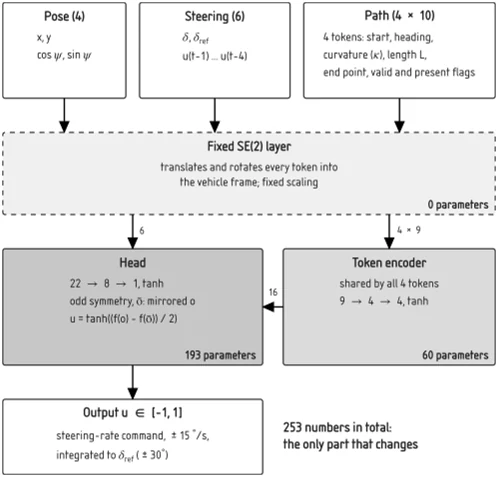 Pose (4)
x, y
cos ψ, sin ψ
Steering (6)
δ, δref
u(t-1) ... u(t-4)
Path (4 × 10)
4 tokens: start, heading,
curvature (κ), length L,
end point, valid and present flags
Fixed SE(2) layer
translates and rotates every token into
the vehicle frame; fixed scaling
0 parameters
6
4 × 9
Head
22 → 8 → 1, tanh
odd symmetry, õ: mirrored o
u = tanh((f(o) - f(õ)) / 2)
193 parameters
16
Token encoder
shared by all 4 tokens
9 → 4 → 4, tanh
60 parameters
Output u ∈ [-1, 1]
steering-rate command, ± 15 °/s,
integrated to δref ( ± 30°)
253 numbers in total:
the only part that changes